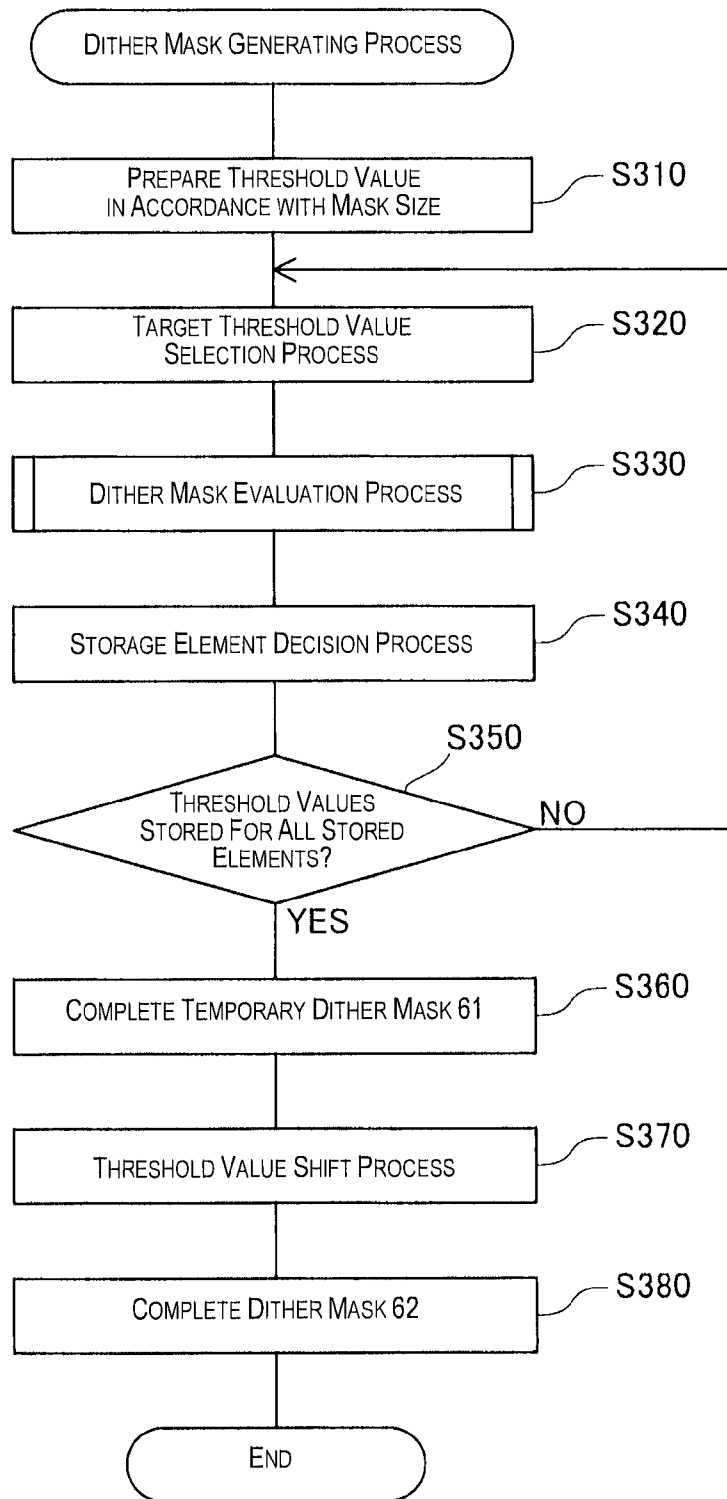 DITHER MASK GENERATING PROCESS
PREPARE THRESHOLD VALUE
IN ACCORDANCE WITH MASK SIZE
S310
TARGET THRESHOLD VALUE
SELECTION PROCESS
S320
DITHER MASK EVALUATION PROCESS
S330
STORAGE ELEMENT DECISION PROCESS
S340
S350
THRESHOLD VALUES
STORED FOR ALL STORED
ELEMENTS?
NO
YES
COMPLETE TEMPORARY DITHER MASK 61
S360
THRESHOLD VALUE SHIFT PROCESS
S370
COMPLETE DITHER MASK 62
S380
END